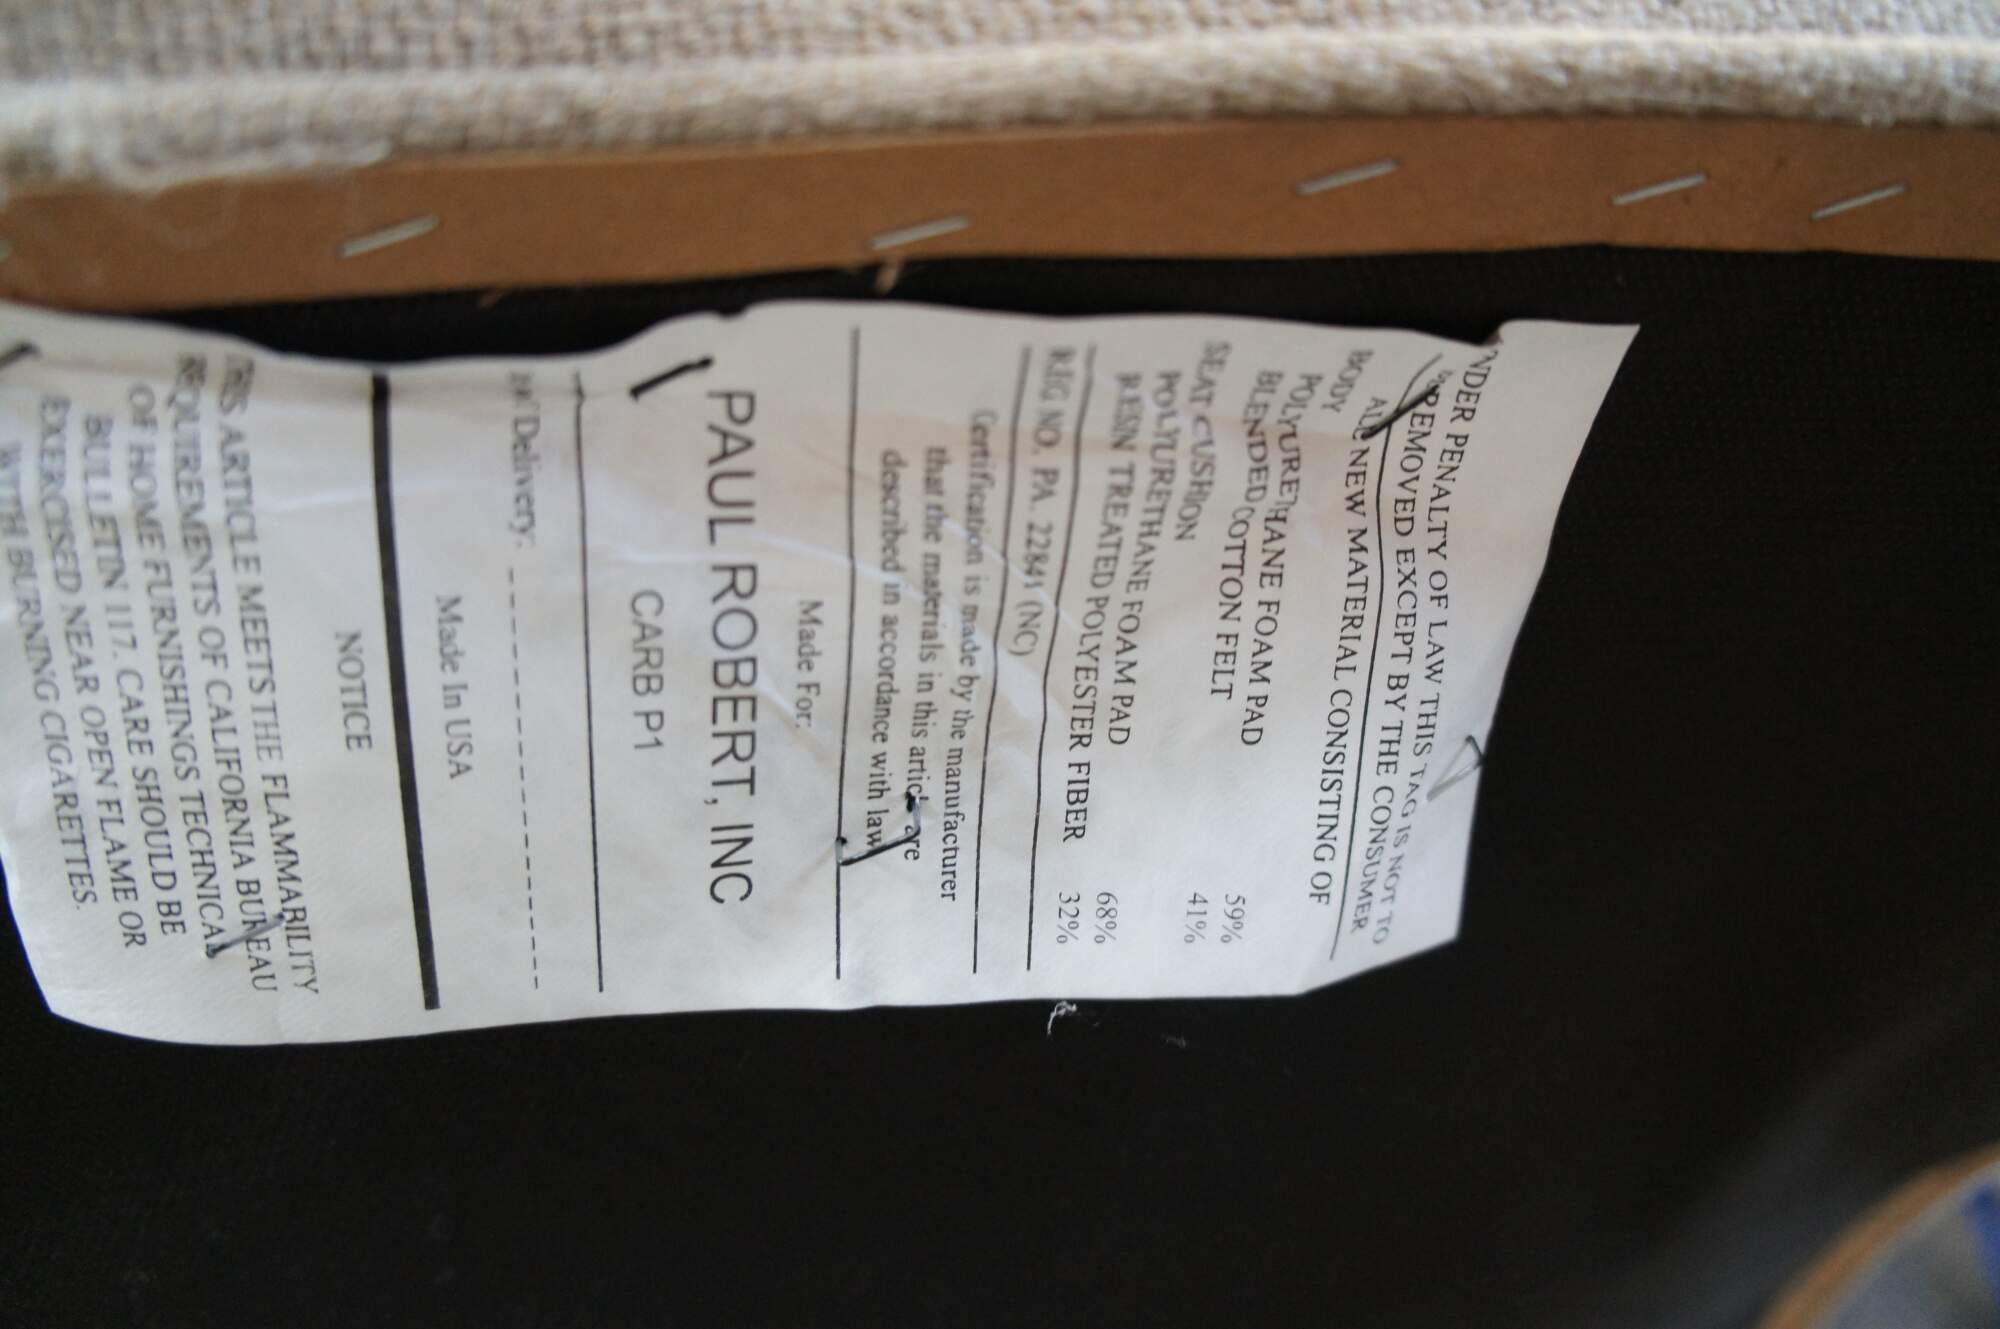 UNDER PENALTY OF LAW THIS TAG IS NOT TO
BE REMOVED EXCEPT BY THE CONSUMER
ALL NEW MATERIAL CONSISTING OF
BODY
POLYURETHANE FOAM PAD 59%
BLENDED COTTON FELT 41%
SEAT CUSHION
POLYURETHANE FOAM PAD 68%
RESIN TREATED POLYESTER FIBER 32%
REG NO. PA. 22841 (NC)
Certification is made by the manufacturer
that the materials in this article are
described in accordance with law
Made For:
PAUL ROBERT, INC
CARB P1
Delivery:
Made In USA
NOTICE
THIS ARTICLE MEETS THE FLAMMABILITY
REQUIREMENTS OF CALIFORNIA BUREAU
OF HOME FURNISHINGS TECHNICAL
BULLETIN 117. CARE SHOULD BE
EXERCISED NEAR OPEN FLAME OR
WITH BURNING CIGARETTES.